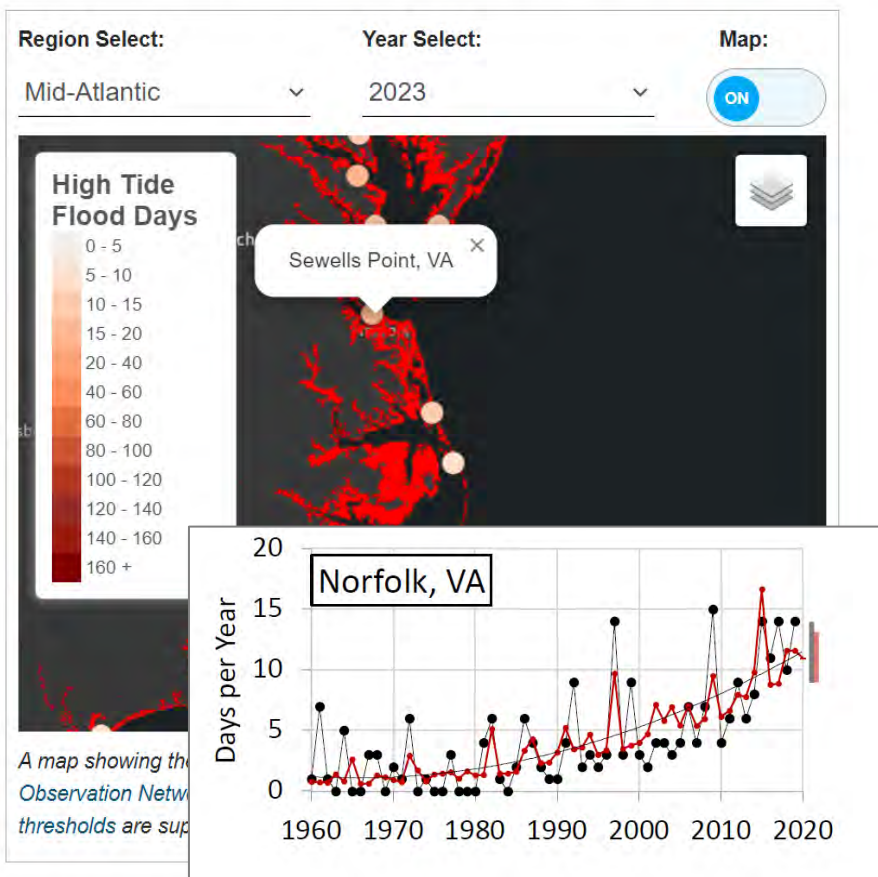 Region Select:
Year Select:
Map:
Mid-Atlantic
2023
ON
High Tide
Flood Days
0 - 5
5 - 10
10 - 15
15 - 20
20 - 40
40 - 60
60 - 80
80 - 100
100 - 120
120 - 140
140 - 160
160 +
ch
Sewells Point, VA
sb
A map showing the
Observation Netw
thresholds are sup
Norfolk, VA
Days per Year
20
15
10
5
0
1960 1970 1980 1990 2000 2010 2020